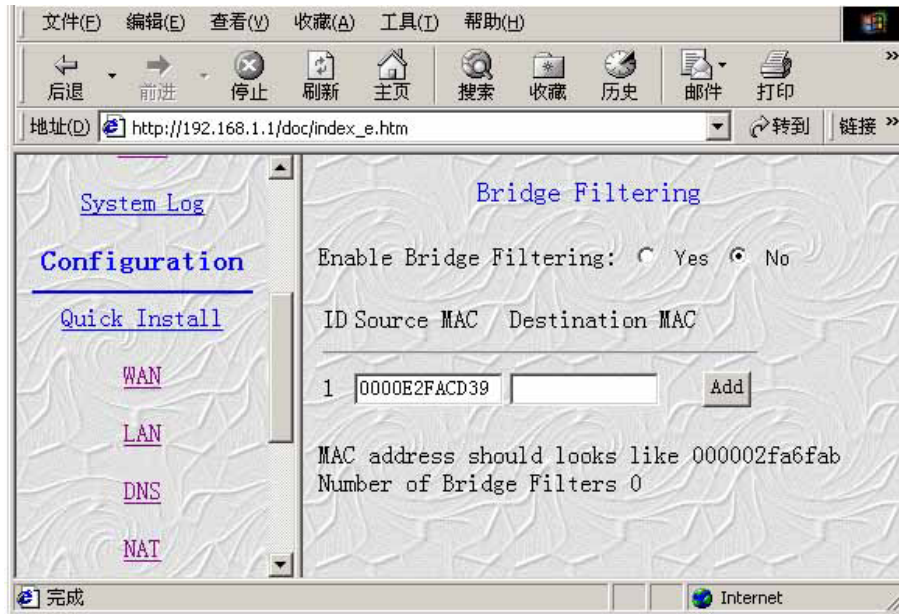 文件(F) 编辑(E) 查看(V) 收藏(A) 工具(T) 帮助(H)
后退 前进 停止 刷新 主页 搜索 收藏 历史 邮件 打印 »
地址(D) http://192.168.1.1/doc/index_e.htm 转到 链接 »
System Log
Configuration
Quick Install
WAN
LAN
DNS
NAT
Bridge Filtering
Enable Bridge Filtering: Yes No
ID Source MAC Destination MAC
1 0000E2FACD39 Add
MAC address should looks like 000002fa6fab
Number of Bridge Filters 0
完成 Internet